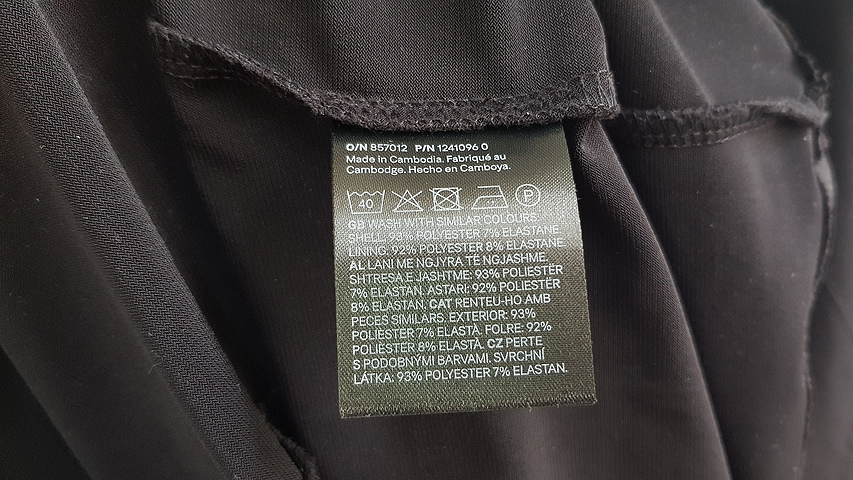 O/N 857012 P/N 1241096 0
Made in Cambodia. Fabriqué au
Cambodge. Hecho en Camboya.
40 P
GB WASH WITH SIMILAR COLOURS
SHELL: 93% POLYESTER 7% ELASTANE
LINING: 92% POLYESTER 8% ELASTANE.
AL LANI ME NGJYRA TË NGJASHME
SHTRESA E JASHTME: 93% POLIESTËR
7% ELASTAN. ASTARI: 92% POLIESTËR
8% ELASTAN. CAT RENTEU-HO AMB
PECES SIMILARS. EXTERIOR: 93%
POLIÈSTER 7% ELASTÀ. FOLRE: 92%
POLIÈSTER 8% ELASTÀ. CZ PERTE
S PODOBNÝMI BARVAMI. SVRCHNÍ
LÁTKA: 93% POLYESTER 7% ELASTAN.